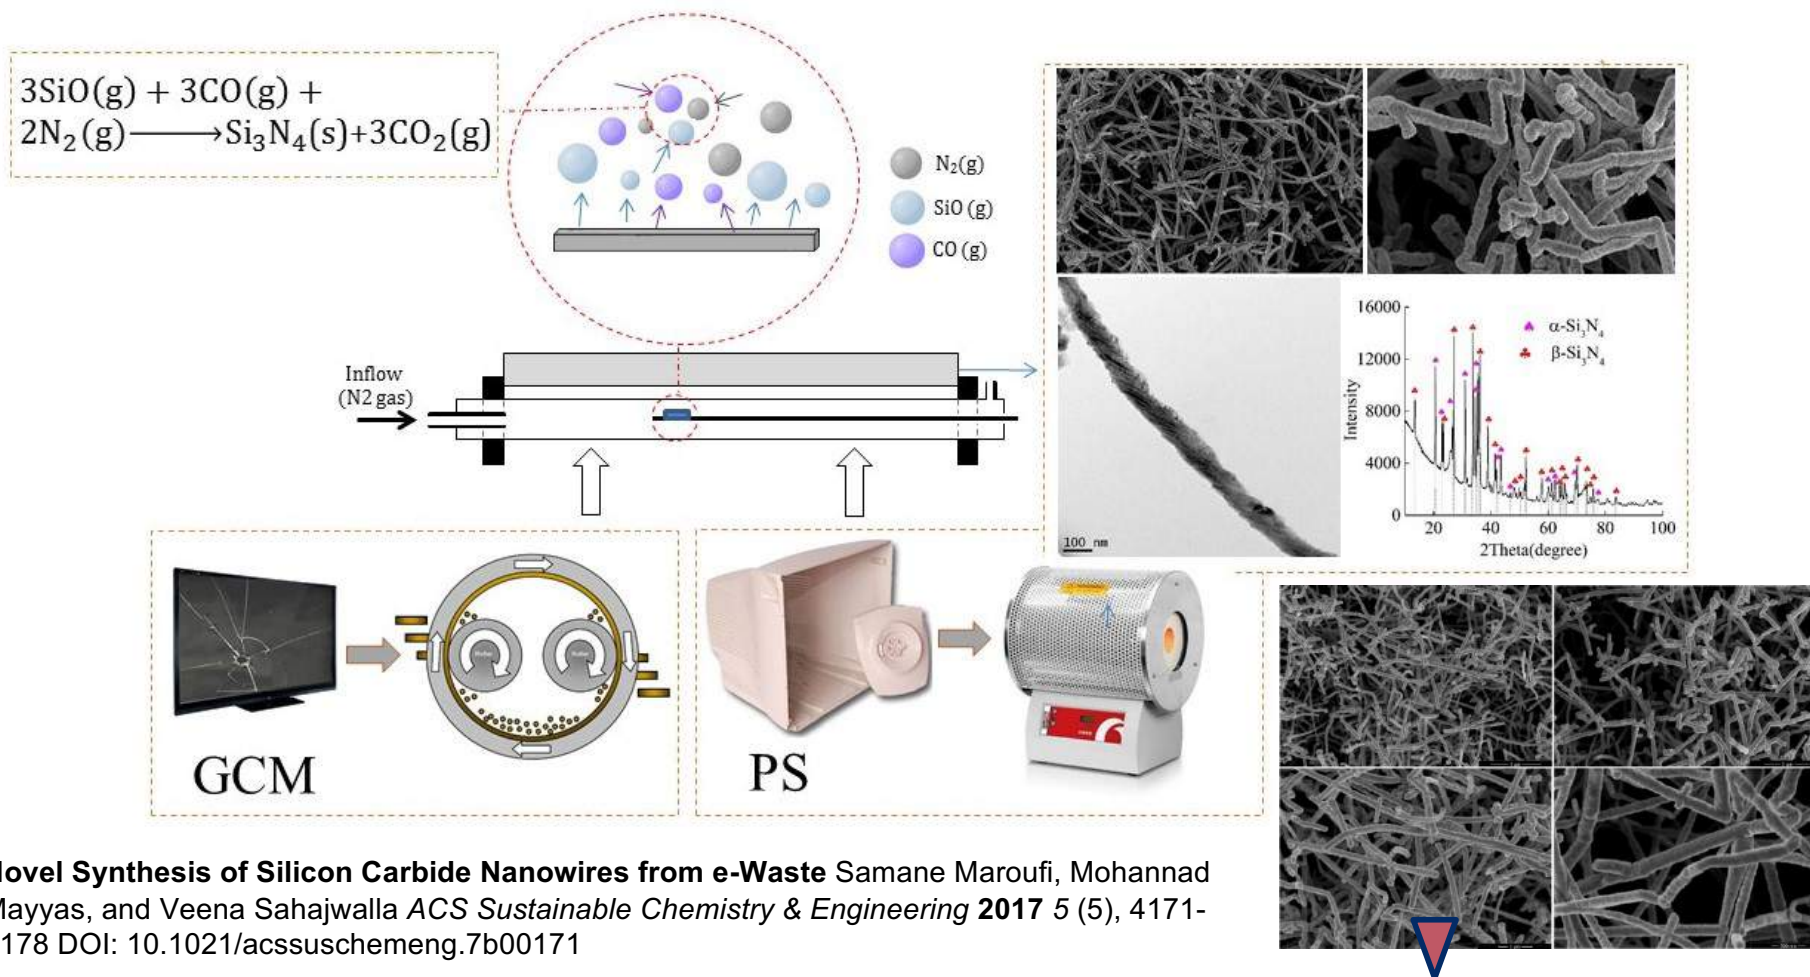 3SiO(g) + 3CO(g) +
2N₂(g)⟶Si₃N₄(s)+3CO₂(g)
N₂(g)
SiO (g)
CO (g)
Inflow
(N2 gas)
100 nm
16000
12000
8000
4000
0
20 40 60 80 100
Intensity
2Theta(degree)
α-Si₃N₄
β-Si₃N₄
GCM
PS
ovel Synthesis of Silicon Carbide Nanowires from e-Waste Samane Maroufi, Mohannad
ayyas, and Veena Sahajwalla ACS Sustainable Chemistry & Engineering 2017 5 (5), 4171-
178 DOI: 10.1021/acssuschemeng.7b00171